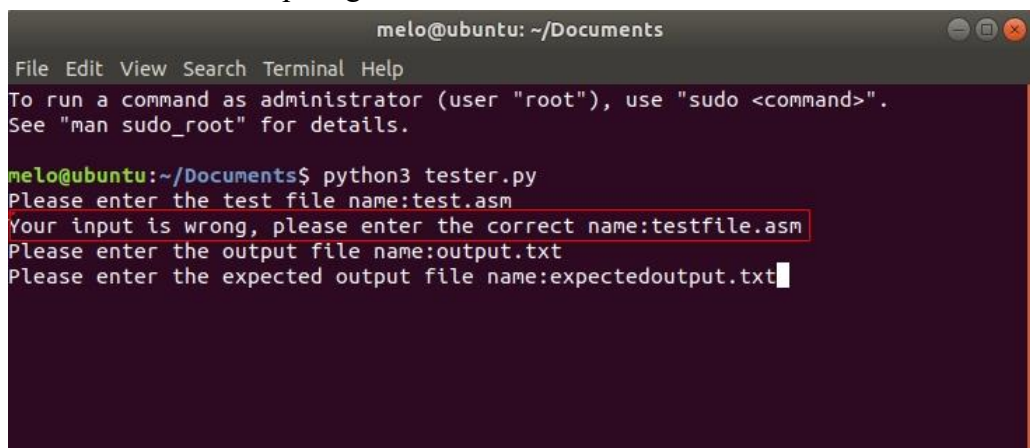 melo@ubuntu: ~/Documents
File Edit View Search Terminal Help
To run a command as administrator (user "root"), use "sudo <command>".
See "man sudo_root" for details.
melo@ubuntu:~/Documents$ python3 tester.py
Please enter the test file name:test.asm
Your input is wrong, please enter the correct name:testfile.asm
Please enter the output file name:output.txt
Please enter the expected output file name:expectedoutput.txt